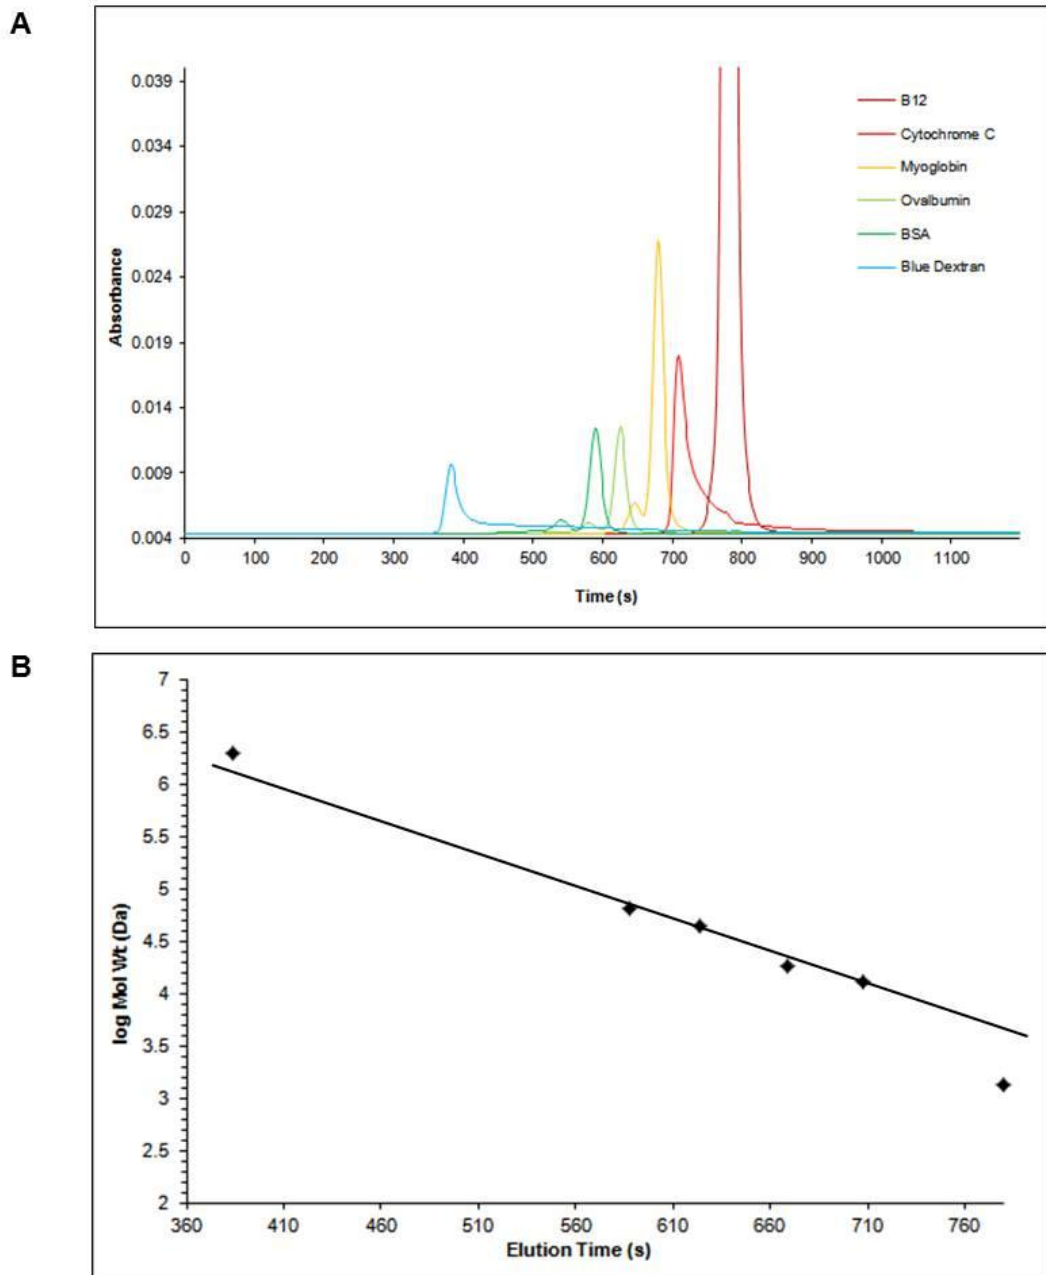 A
0.039
0.034
0.029
0.024
0.019
0.014
0.009
0.004
Absorbance
0 100 200 300 400 500 600 700 800 900 1000 1100
Time (s)
B12
Cytochrome C
Myoglobin
Ovalbumin
BSA
Blue Dextran
B
7
6.5
6
5.5
5
4.5
4
3.5
3
2.5
2
log Mol Wt (Da)
360 410 460 510 560 610 660 710 760
Elution Time (s)